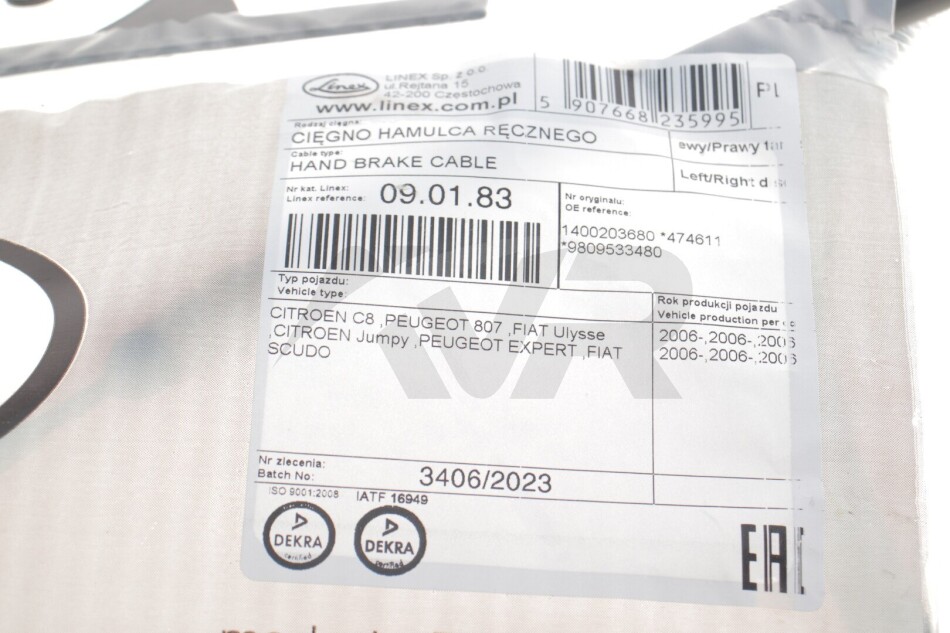 Linex
LINEX Sp. z o.o
ul Rejtana 15
42-200 Częstochowa
www.linex.com.pl
5 907668 235995
Rodzaj cięgna:
CIĘGNO HAMULCA RĘCZNEGO
ewy/Prawy
Cable type:
HAND BRAKE CABLE
Left/Right d
Nr kat. Linex:
Linex reference: 09.01.83
Nr oryginalu:
OE reference:
1400203680 *474611
*9809533480
TVR
Typ pojazdu:
Vehicle type:
Rok produkcji pojazdu
Vehicle production per
CITROEN C8 ,PEUGEOT 807 ,FIAT Ulysse
,CITROEN Jumpy ,PEUGEOT EXPERT ,FIAT
SCUDO
2006-,2006-,2006
2006-,2006-,2006
Nr zlecenia:
Batch No: 3406/2023
ISO 9001:2008 IATF 16949
DEKRA
certified
DEKRA
certified
EAC